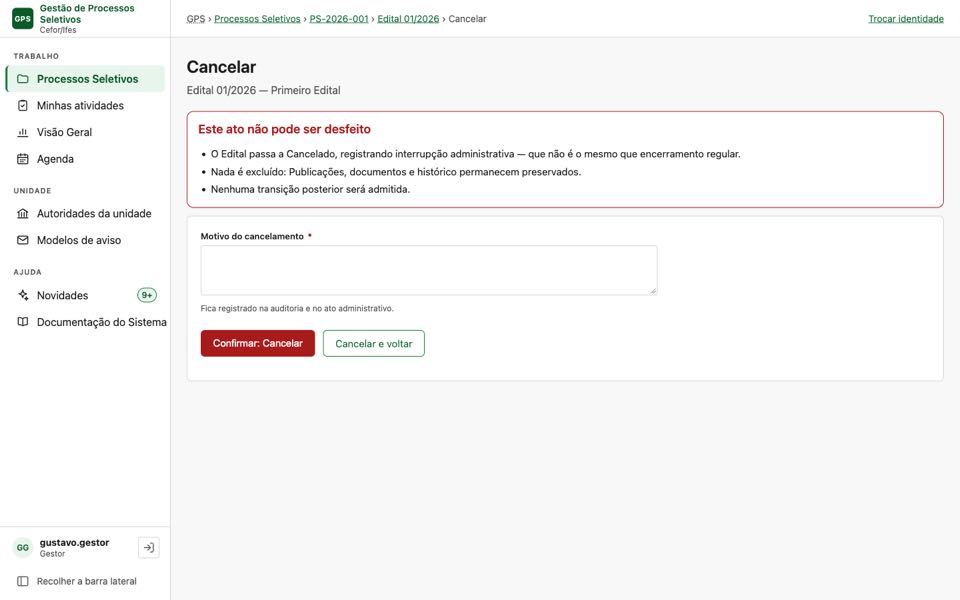 GPS
Gestão de Processos
Seletivos
Cefor/Ifes
GPS › Processos Seletivos › PS-2026-001 › Edital 01/2026 › Cancelar
Trocar identidade
TRABALHO
Processos Seletivos
Minhas atividades
Visão Geral
Agenda
UNIDADE
Autoridades da unidade
Modelos de aviso
AJUDA
Novidades
9+
Documentação do Sistema
Cancelar
Edital 01/2026 — Primeiro Edital
Este ato não pode ser desfeito
• O Edital passa a Cancelado, registrando interrupção administrativa — que não é o mesmo que encerramento regular.
• Nada é excluído: Publicações, documentos e histórico permanecem preservados.
• Nenhuma transição posterior será admitida.
Motivo do cancelamento *
Fica registrado na auditoria e no ato administrativo.
Confirmar: Cancelar
Cancelar e voltar
GG
gustavo.gestor
Gestor
Recolher a barra lateral